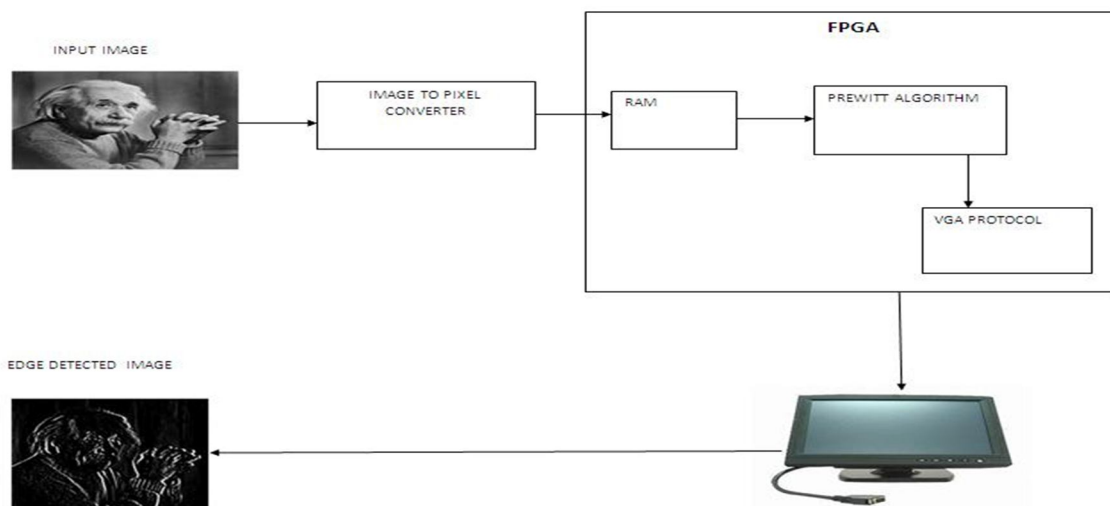 FPGA
INPUT IMAGE
IMAGE TO PIXEL
CONVERTER
RAM
PREWITT ALGORITHM
VGA PROTOCOL
EDGE DETECTED IMAGE